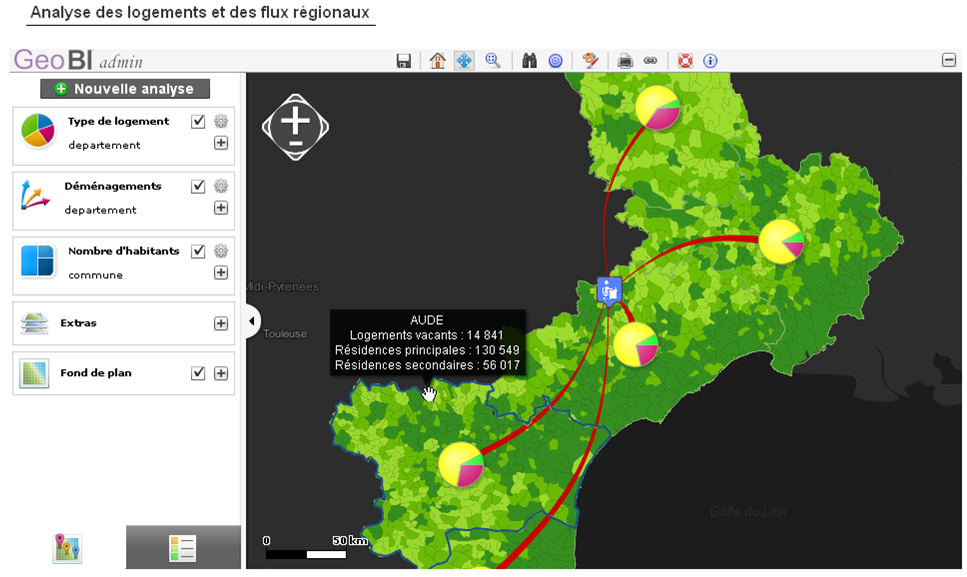 Analyse des logements et des flux régionaux
GeoBI admin
Nouvelle analyse
Type de logement
departement
Déménagements
departement
Nombre d'habitants
commune
Extras
Fond de plan
Midi-Pyrénées
Toulouse
AUDE
Logements vacants : 14 841
Résidences principales : 130 549
Résidences secondaires : 56 017
Golfe du Lion
0 50 km